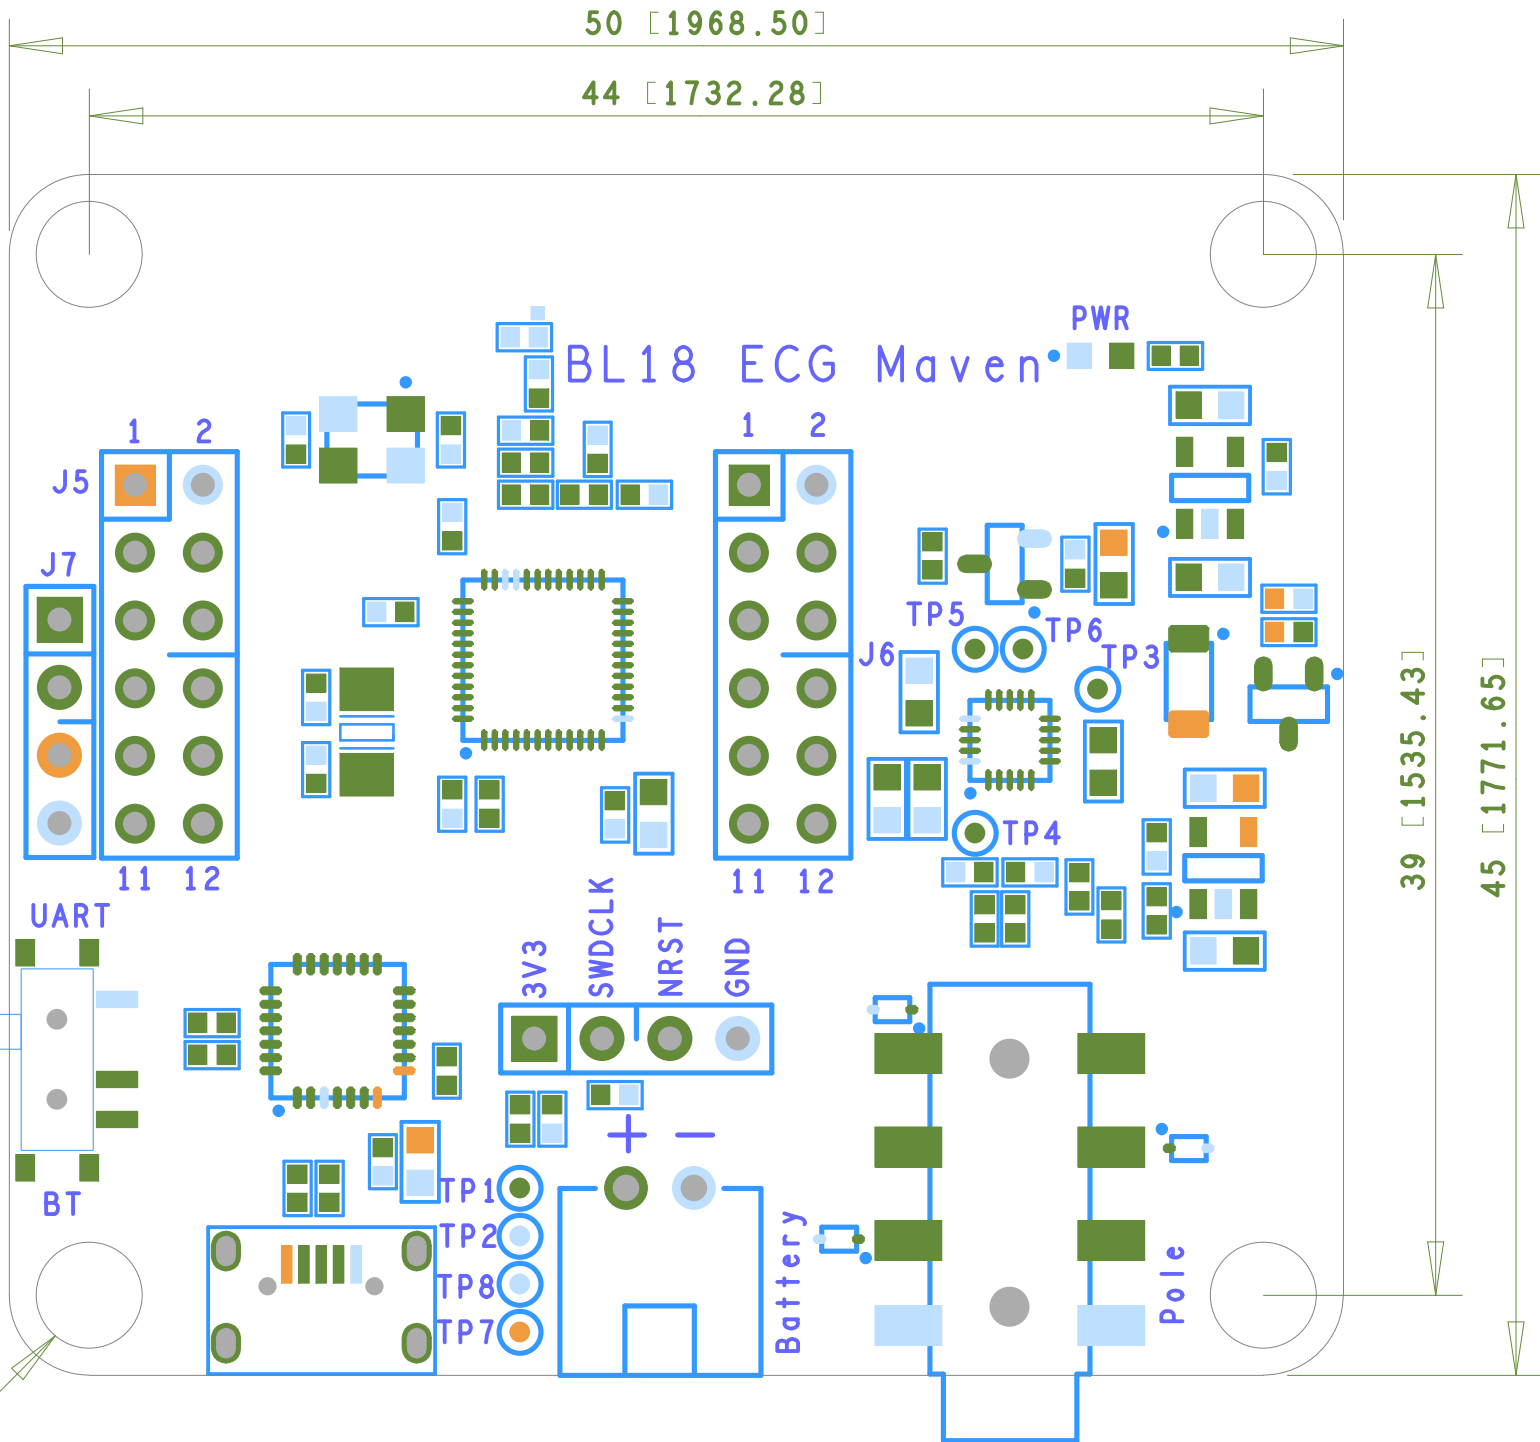 50 [1968.50]
44 [1732.28]
PWR
BL18 ECG Maven
1 2
1 2
J5
J7
TP5
TP6
J6
TP3
39 [1535.43]
45 [1771.65]
TP4
11 12
11 12
UART
3V3
SWDCLK
NRST
GND
+ −
BT
TP1
TP2
TP8
TP7
Battery
Pole